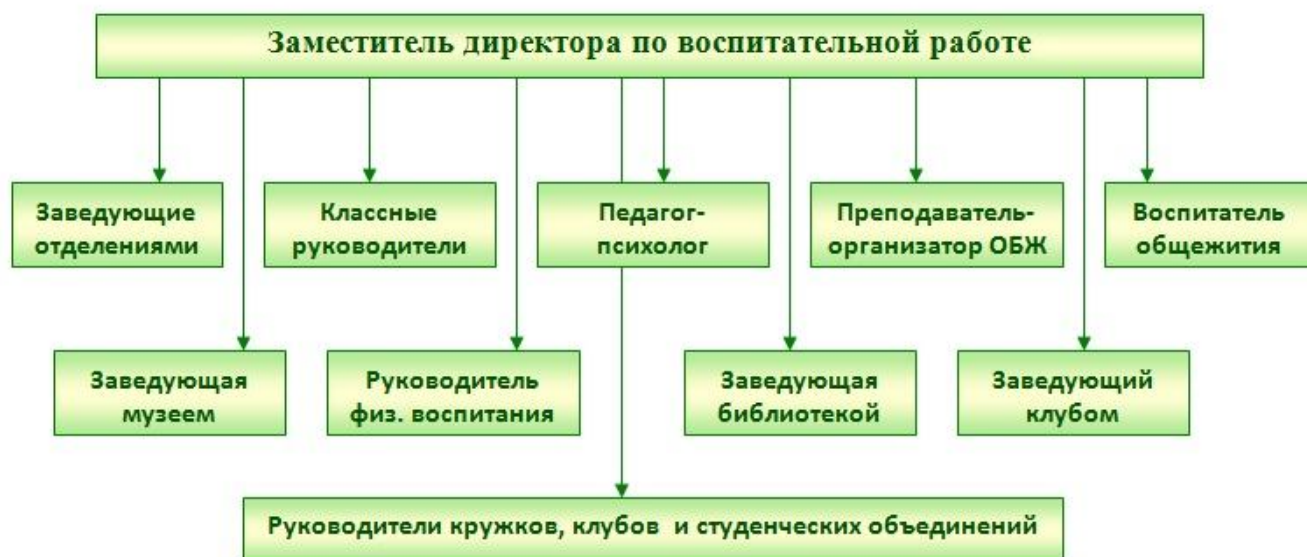 Заместитель директора по воспитательной работе
Заведующие
отделениями
Классные
руководители
Педагог-
психолог
Преподаватель-
организатор ОБЖ
Воспитатель
общежития
Заведующая
музеем
Руководитель
физ. воспитания
Заведующая
библиотекой
Заведующий
клубом
Руководители кружков, клубов и студенческих объединений